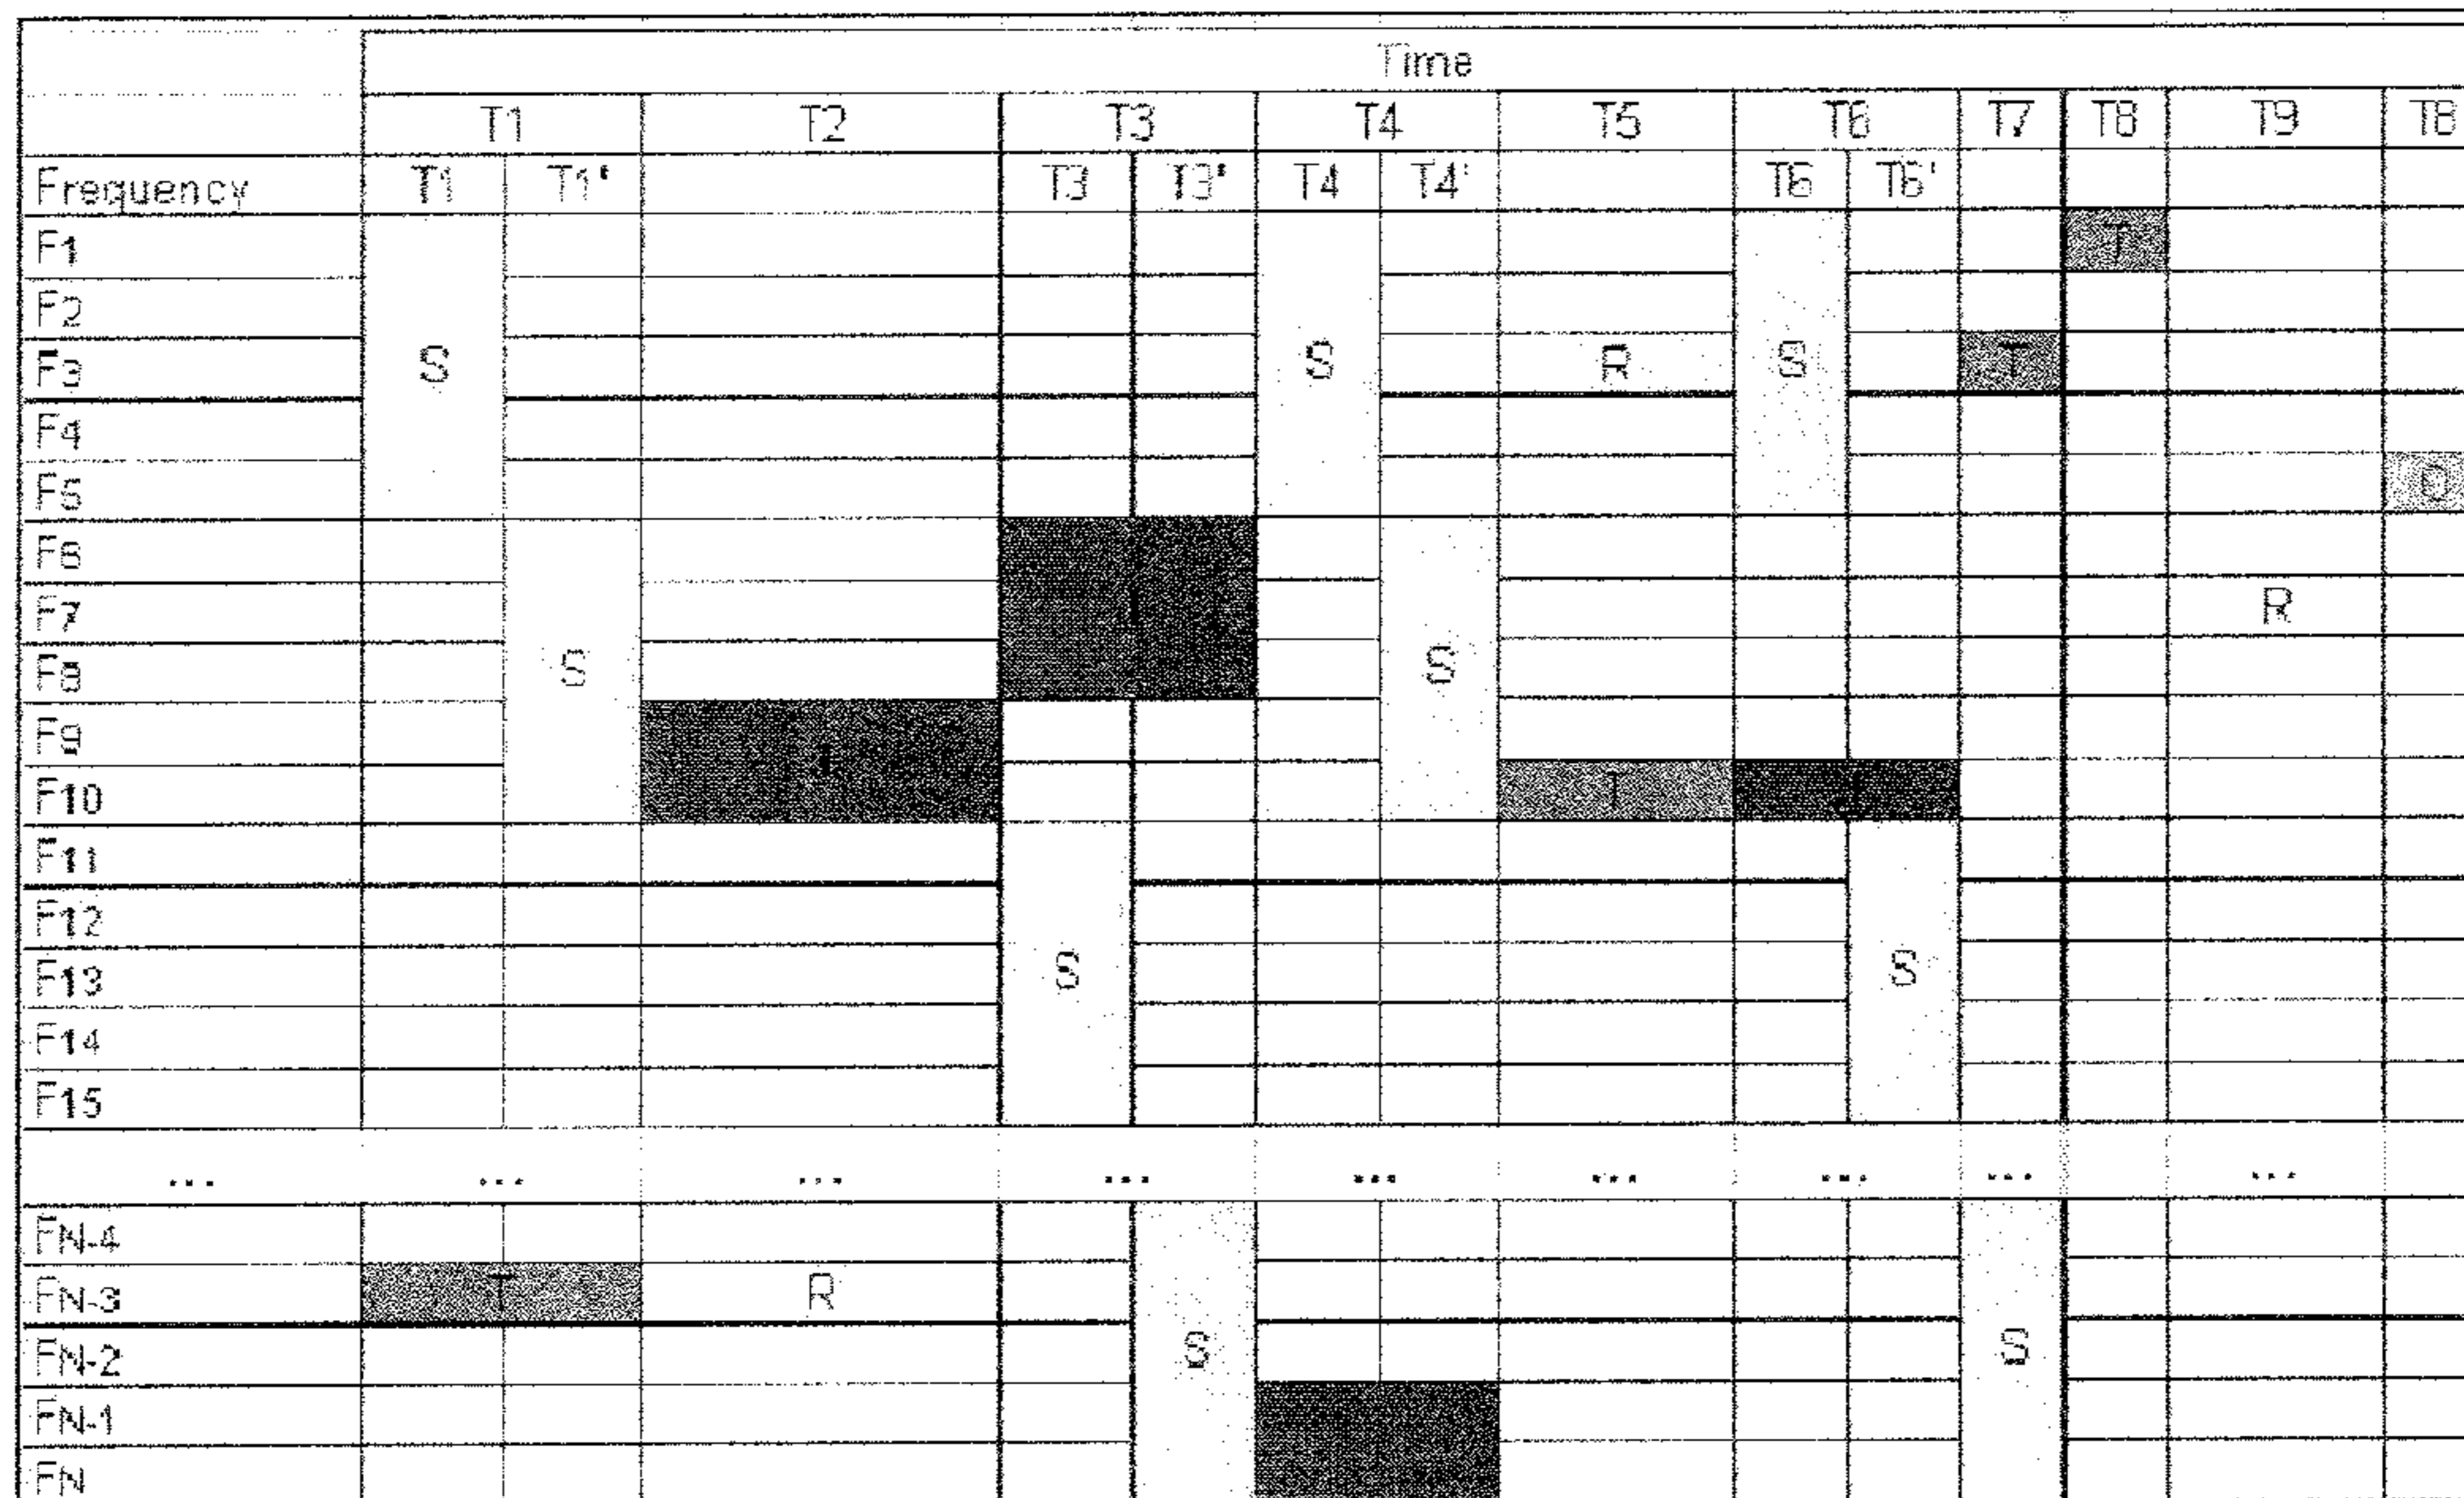 Time
T1 T2 T3 T4 T5 T6 T7 T8 T9 T8
Frequency T1 T1' T3 T3' T4 T4' T6 T6'
F1 T
F2
F3 S S R S T
F4
F5
F6
F7 R
F8 S S
F9
F10 T
F11
F12
F13 S S
F14
F15
... ... ... ... ... ... ... ... ...
FN-4
FN-3 T R
FN-2 S S
FN-1
FN